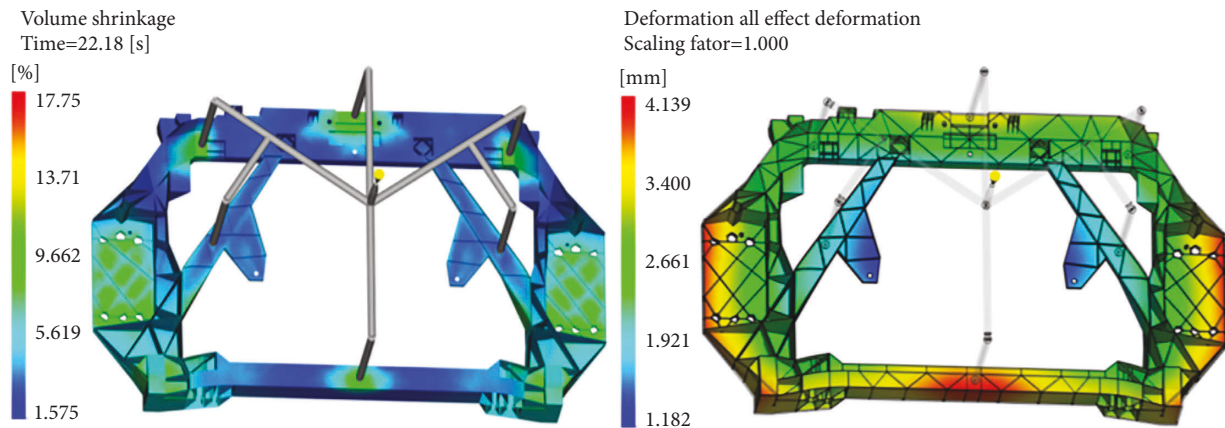 Volume shrinkage
Time=22.18 [s]
[%]
17.75
13.71
9.662
5.619
1.575
Deformation all effect deformation
Scaling fator=1.000
[mm]
4.139
3.400
2.661
1.921
1.182